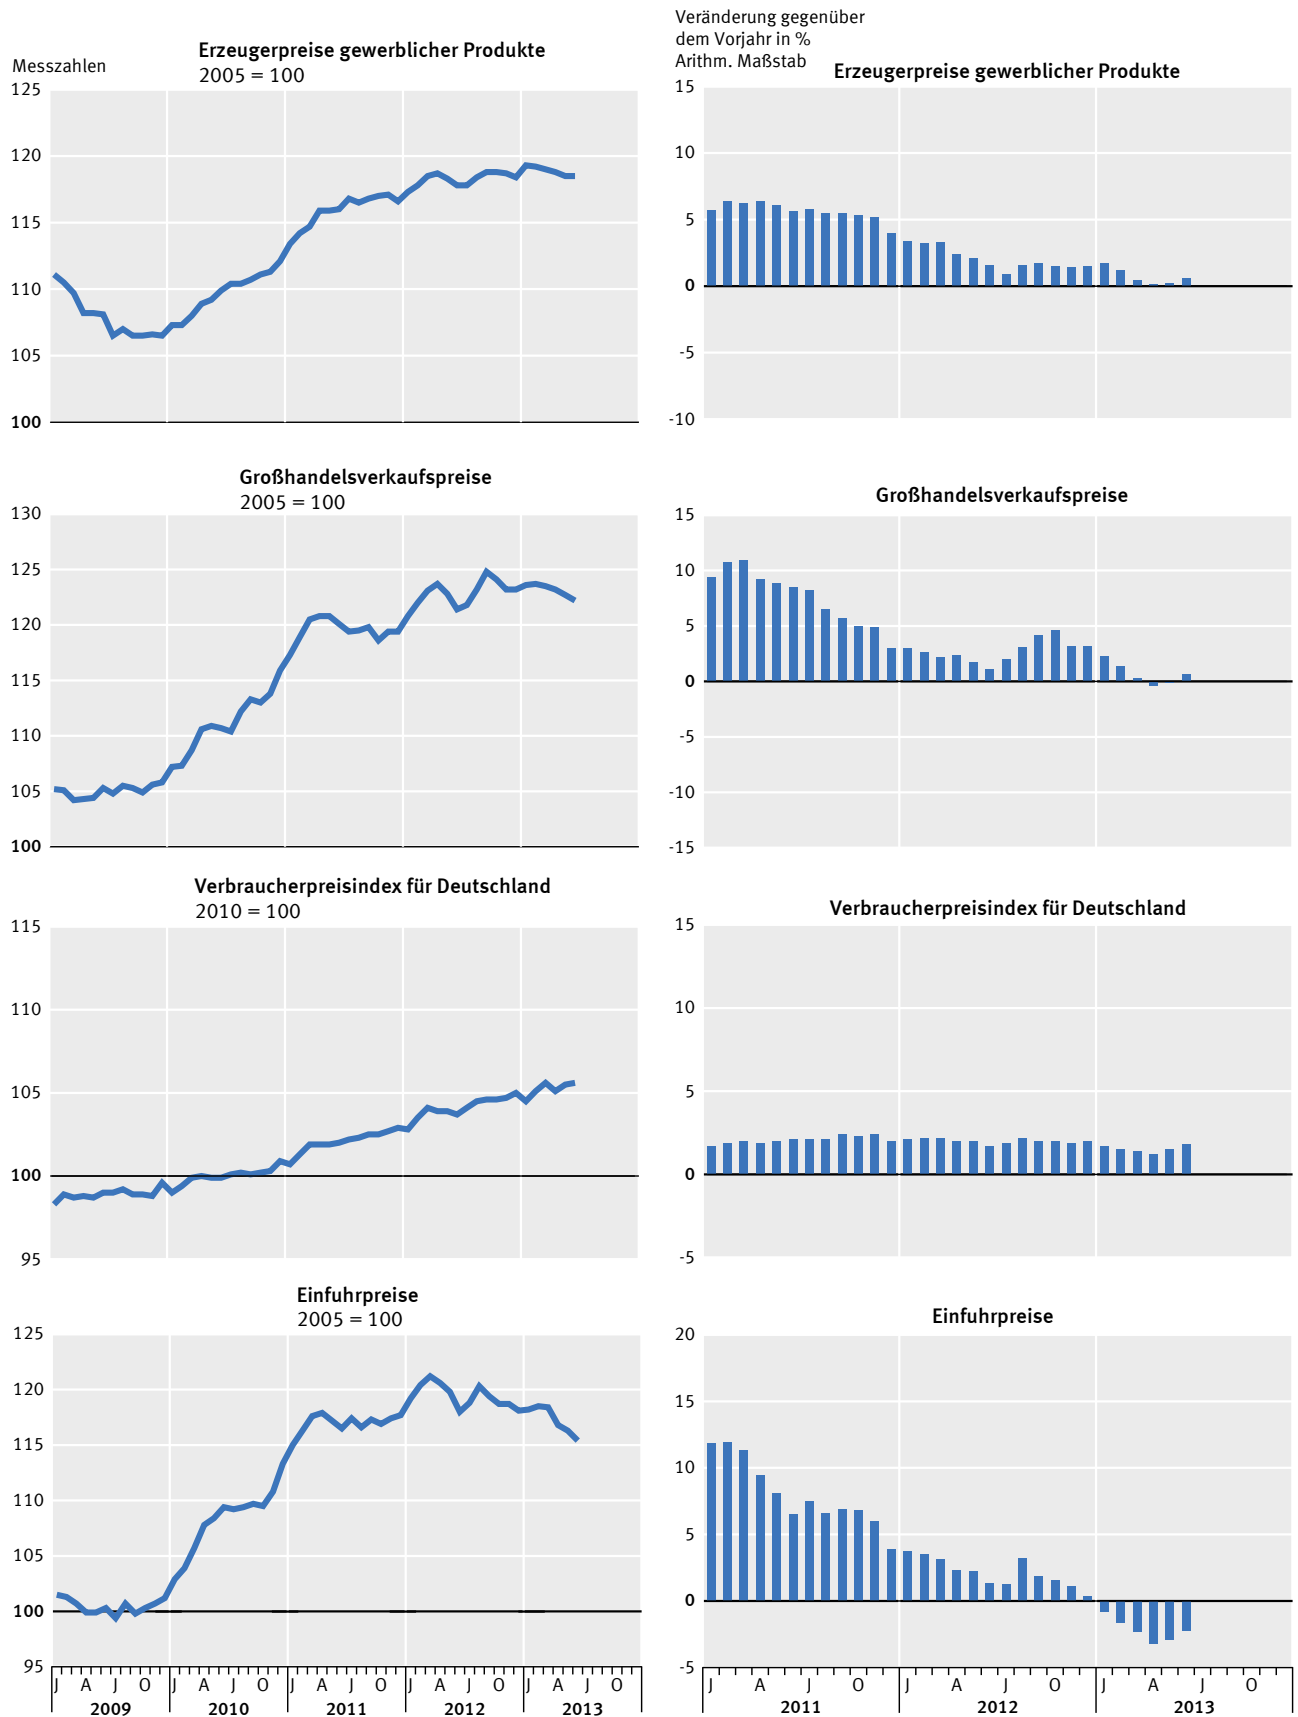 Erzeugerpreise gewerblicher Produkte
2005 = 100
Messzahlen
125
120
115
110
105
100
Großhandelsverkaufspreise
2005 = 100
130
125
120
115
110
105
100
Verbraucherpreisindex für Deutschland
2010 = 100
115
110
105
100
95
Einfuhrpreise
2005 = 100
125
120
115
110
105
100
95
J A J O J A J O J A J O J A J O J A J O
2009 2010 2011 2012 2013
Veränderung gegenüber
dem Vorjahr in %
Arithm. Maßstab
Erzeugerpreise gewerblicher Produkte
15
10
5
0
-5
-10
Großhandelsverkaufspreise
15
10
5
0
-5
-10
-15
Verbraucherpreisindex für Deutschland
15
10
5
0
-5
Einfuhrpreise
20
15
10
5
0
-5
J A J O J A J O J A J O
2011 2012 2013